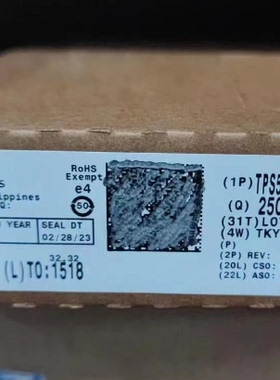 RoHS
Exempt
e4
50
ippines
YEAR
SEAL DT
02/28/23
32,32
(L)TO:1518
(1P)TPS
(Q) 250
(31T)LO
(4W) TKY
(P)
(2P) REV:
(20L) CSO:
(22L) ASO: